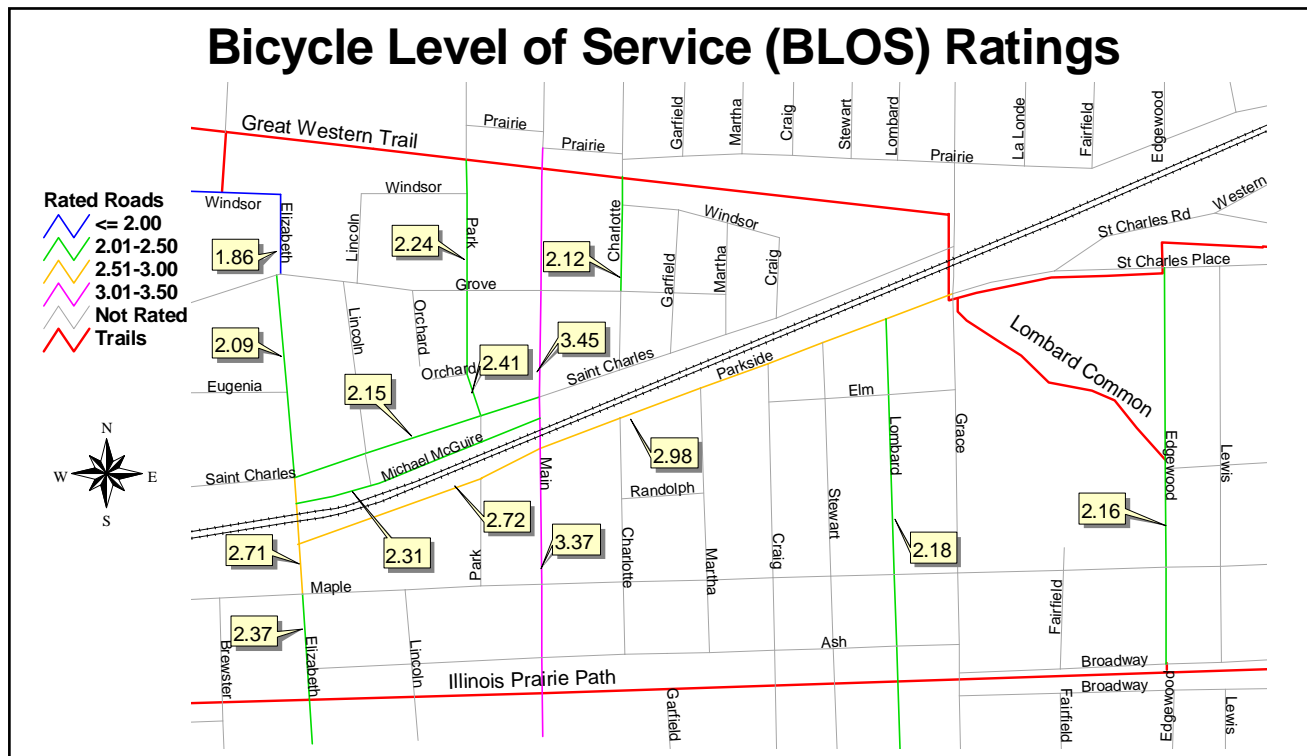 Bicycle Level of Service (BLOS) Ratings
Great Western Trail
Prairie
Prairie
Garfield
Martha
Craig
Stewart
Lombard
Prairie
La Londe
Fairfield
Edgewood
Western
St Charles Rd
St Charles Place
Rated Roads
<= 2.00
2.01-2.50
2.51-3.00
3.01-3.50
Not Rated
Trails
Windsor
Elizabeth
Lincoln
Windsor
Park
Charlotte
Windsor
Garfield
Martha
Craig
1.86
2.24
2.12
Grove
2.09
Lincoln
Orchard
Orchard
2.41
3.45
Saint Charles
Parkside
Lombard Common
Eugenia
2.15
Elm
Lombard
Grace
N
W
E
S
Saint Charles
Michael McGuire
Main
2.98
Edgewood
Lewis
Randolph
Stewart
2.72
2.16
2.71
2.31
3.37
2.18
Park
Charlotte
Martha
Craig
Maple
Fairfield
2.37
Brewster
Elizabeth
Lincoln
Ash
Illinois Prairie Path
Broadway
Broadway
Garfield
Fairfield
Edgewood
Lewis